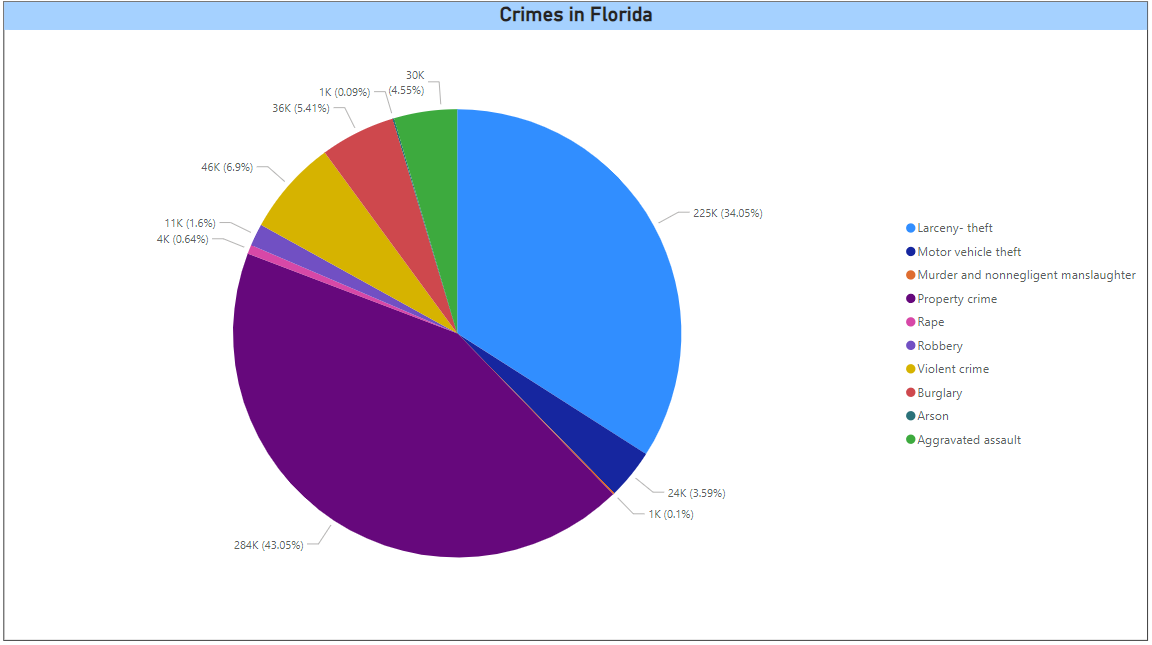 Crimes in Florida
30K
(4.55%)
1K (0.09%)
36K (5.41%)
46K (6.9%)
11K (1.6%)
4K (0.64%)
225K (34.05%)
24K (3.59%)
1K (0.1%)
284K (43.05%)
Larceny- theft
Motor vehicle theft
Murder and nonnegligent manslaughter
Property crime
Rape
Robbery
Violent crime
Burglary
Arson
Aggravated assault